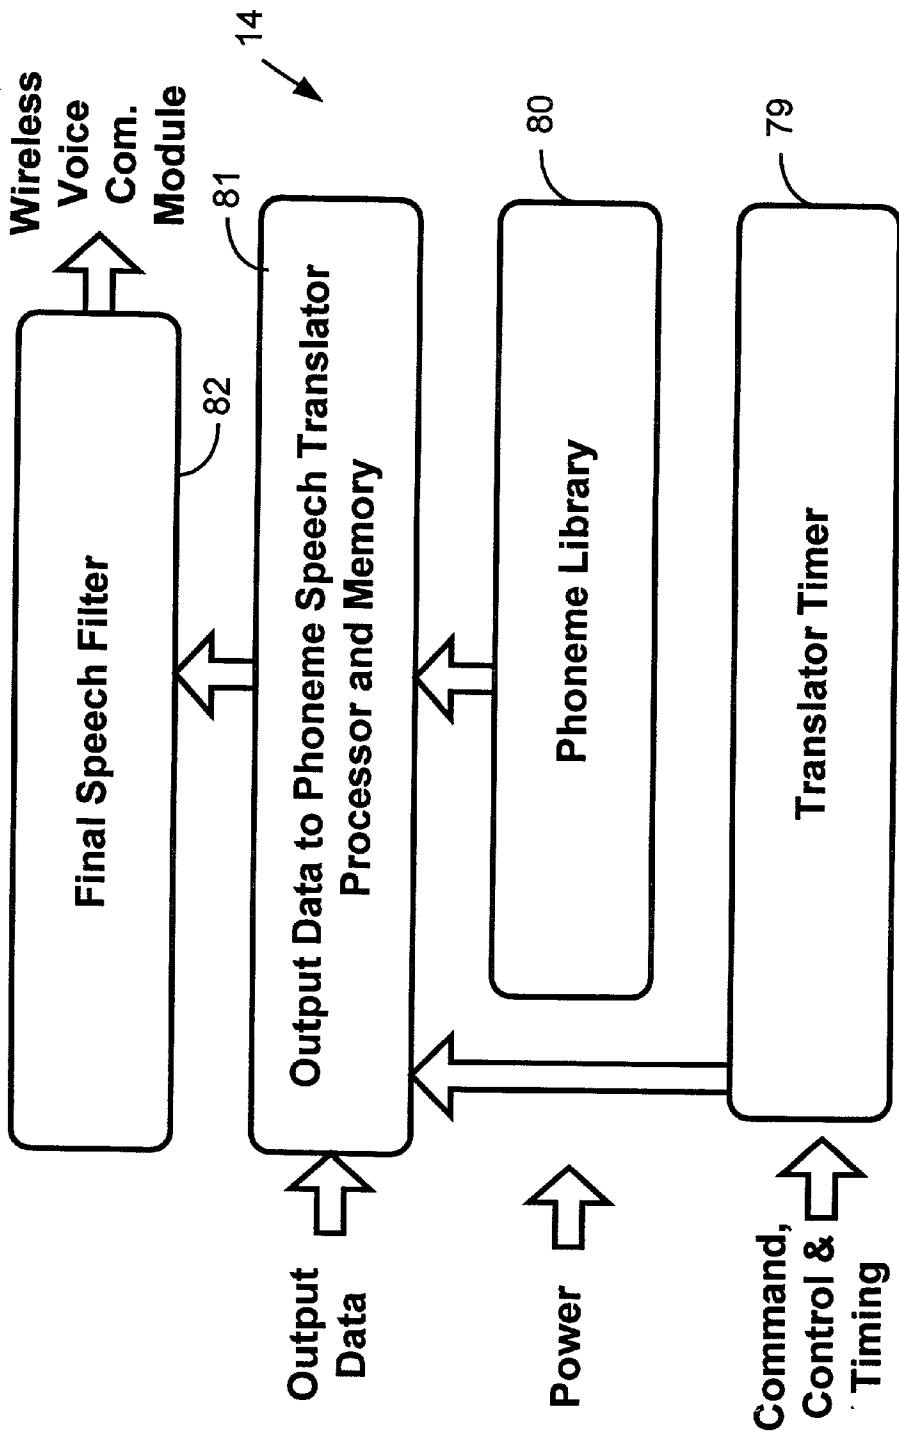 Wireless
Voice
Com.
Module
14
Final Speech Filter
82
81
Output Data to Phoneme Speech Translator
Processor and Memory
Output
Data
80
Phoneme Library
Power
79
Translator Timer
Command,
Control &
Timing